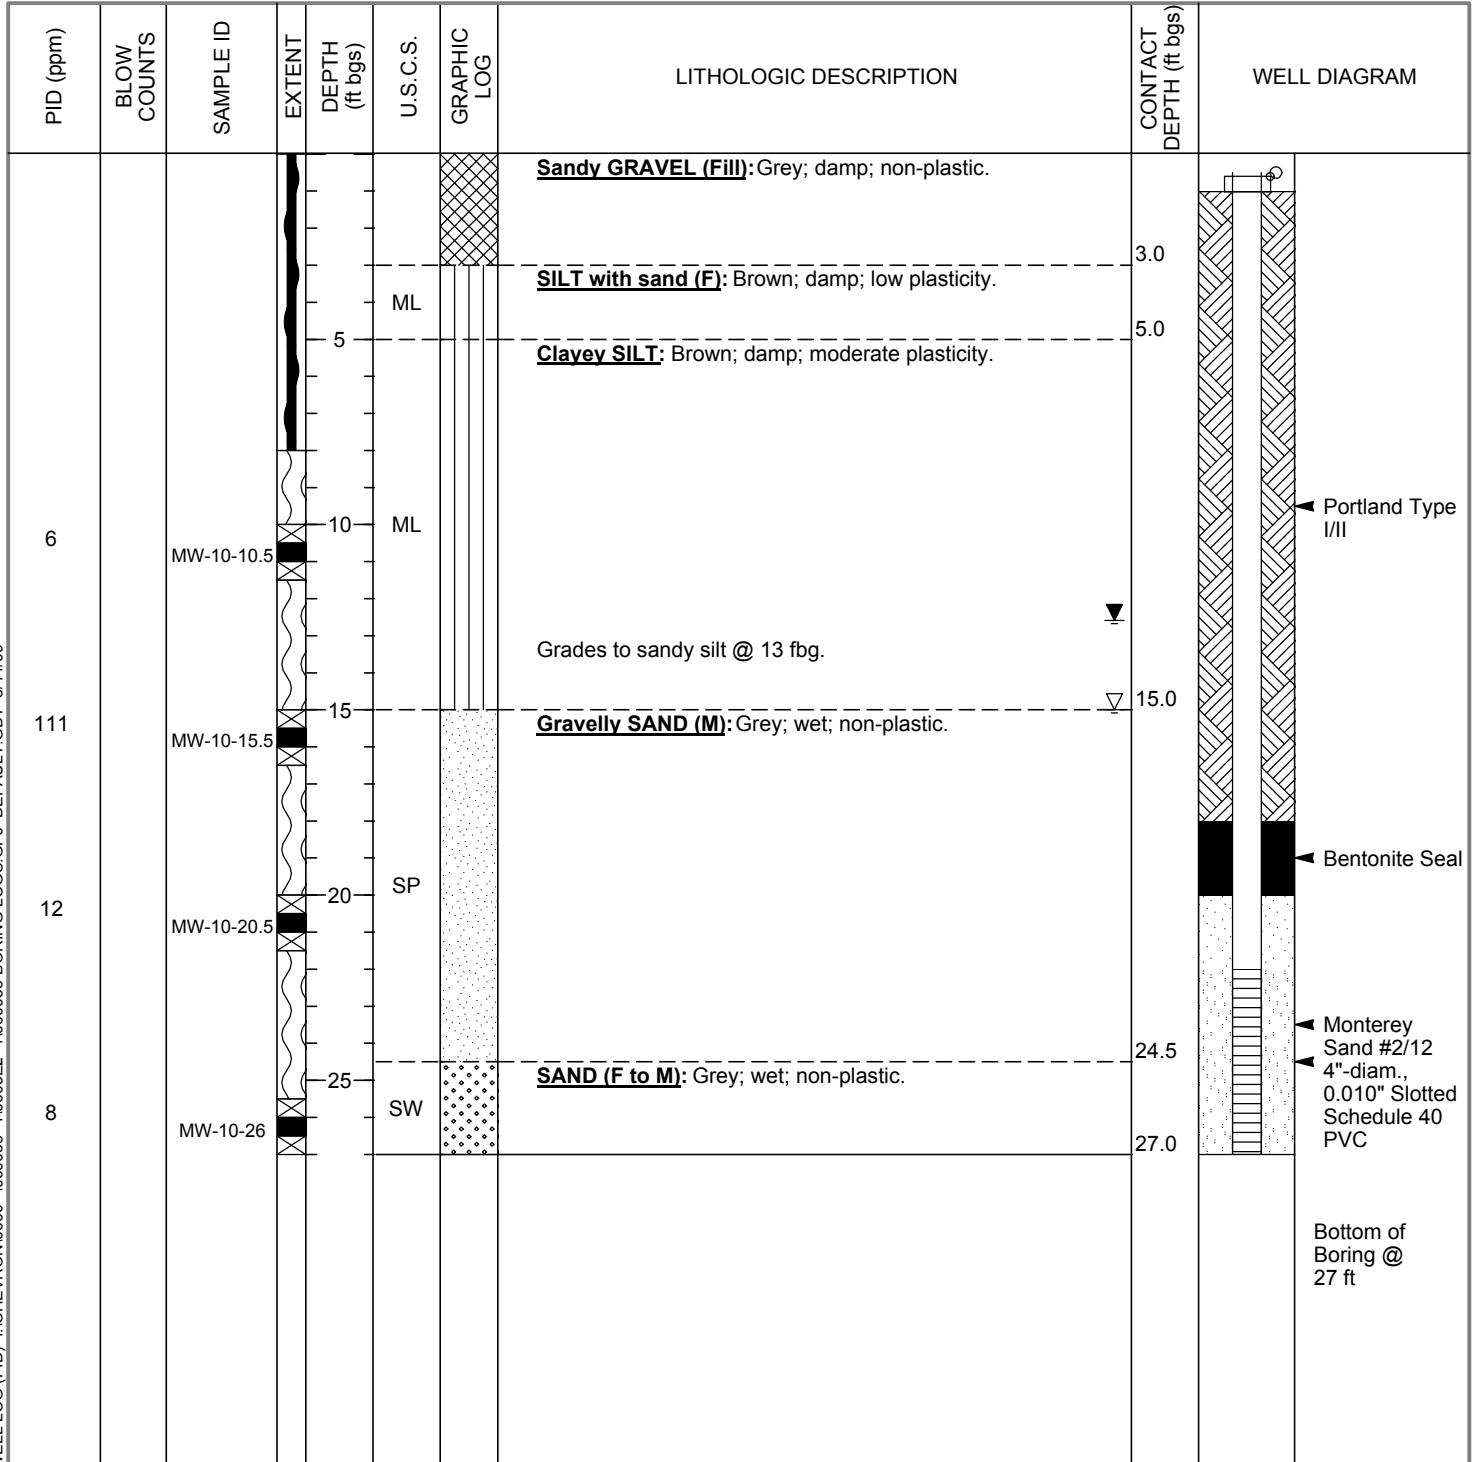 PID (ppm)
BLOW
COUNTS
SAMPLE ID
EXTENT
DEPTH
(ft bgs)
U.S.C.S.
GRAPHIC
LOG
LITHOLOGIC DESCRIPTION
CONTACT
DEPTH (ft bgs)
WELL DIAGRAM
Sandy GRAVEL (Fill): Grey; damp; non-plastic.
3.0
SILT with sand (F): Brown; damp; low plasticity.
ML
5.0
5
Clayey SILT: Brown; damp; moderate plasticity.
Portland Type
I/II
10
ML
6
MW-10-10.5
Grades to sandy silt @ 13 fbg.
15.0
15
111
MW-10-15.5
Gravelly SAND (M): Grey; wet; non-plastic.
Bentonite Seal
SP
20
12
MW-10-20.5
Monterey
Sand #2/12
4"-diam.,
0.010" Slotted
Schedule 40
PVC
24.5
25
SAND (F to M): Grey; wet; non-plastic.
SW
8
MW-10-26
27.0
Bottom of
Boring @
27 ft